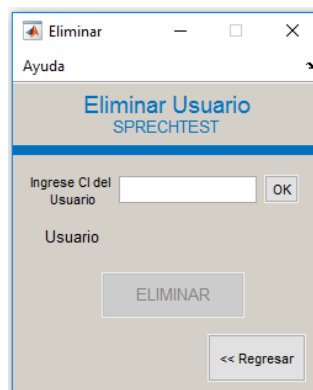 Eliminar
Ayuda
Eliminar Usuario
SPRECHTEST
Ingrese CI del
Usuario
OK
Usuario
ELIMINAR
<< Regresar